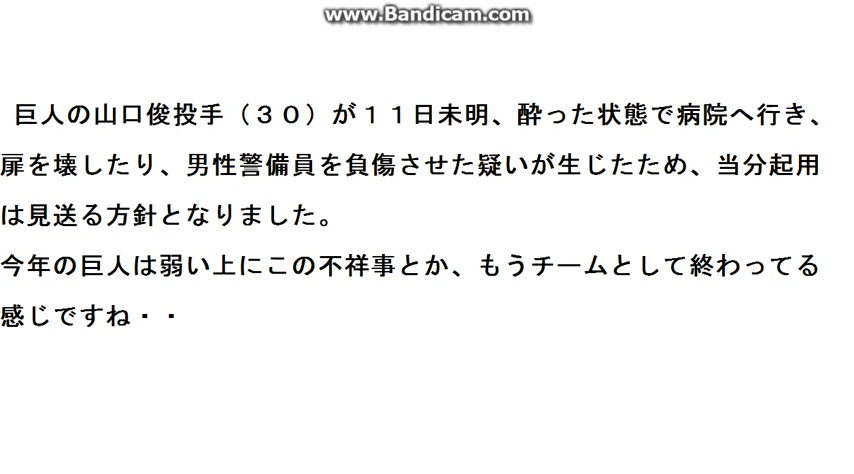 www.Bandicam.com
巨人の山口俊投手（３０）が１１日未明、酔った状態で病院へ行き、
扉を壊したり、男性警備員を負傷させた疑いが生じたため、当分起用
は見送る方針となりました。
今年の巨人は弱い上にこの不祥事とか、もうチームとして終わってる
感じですね・・